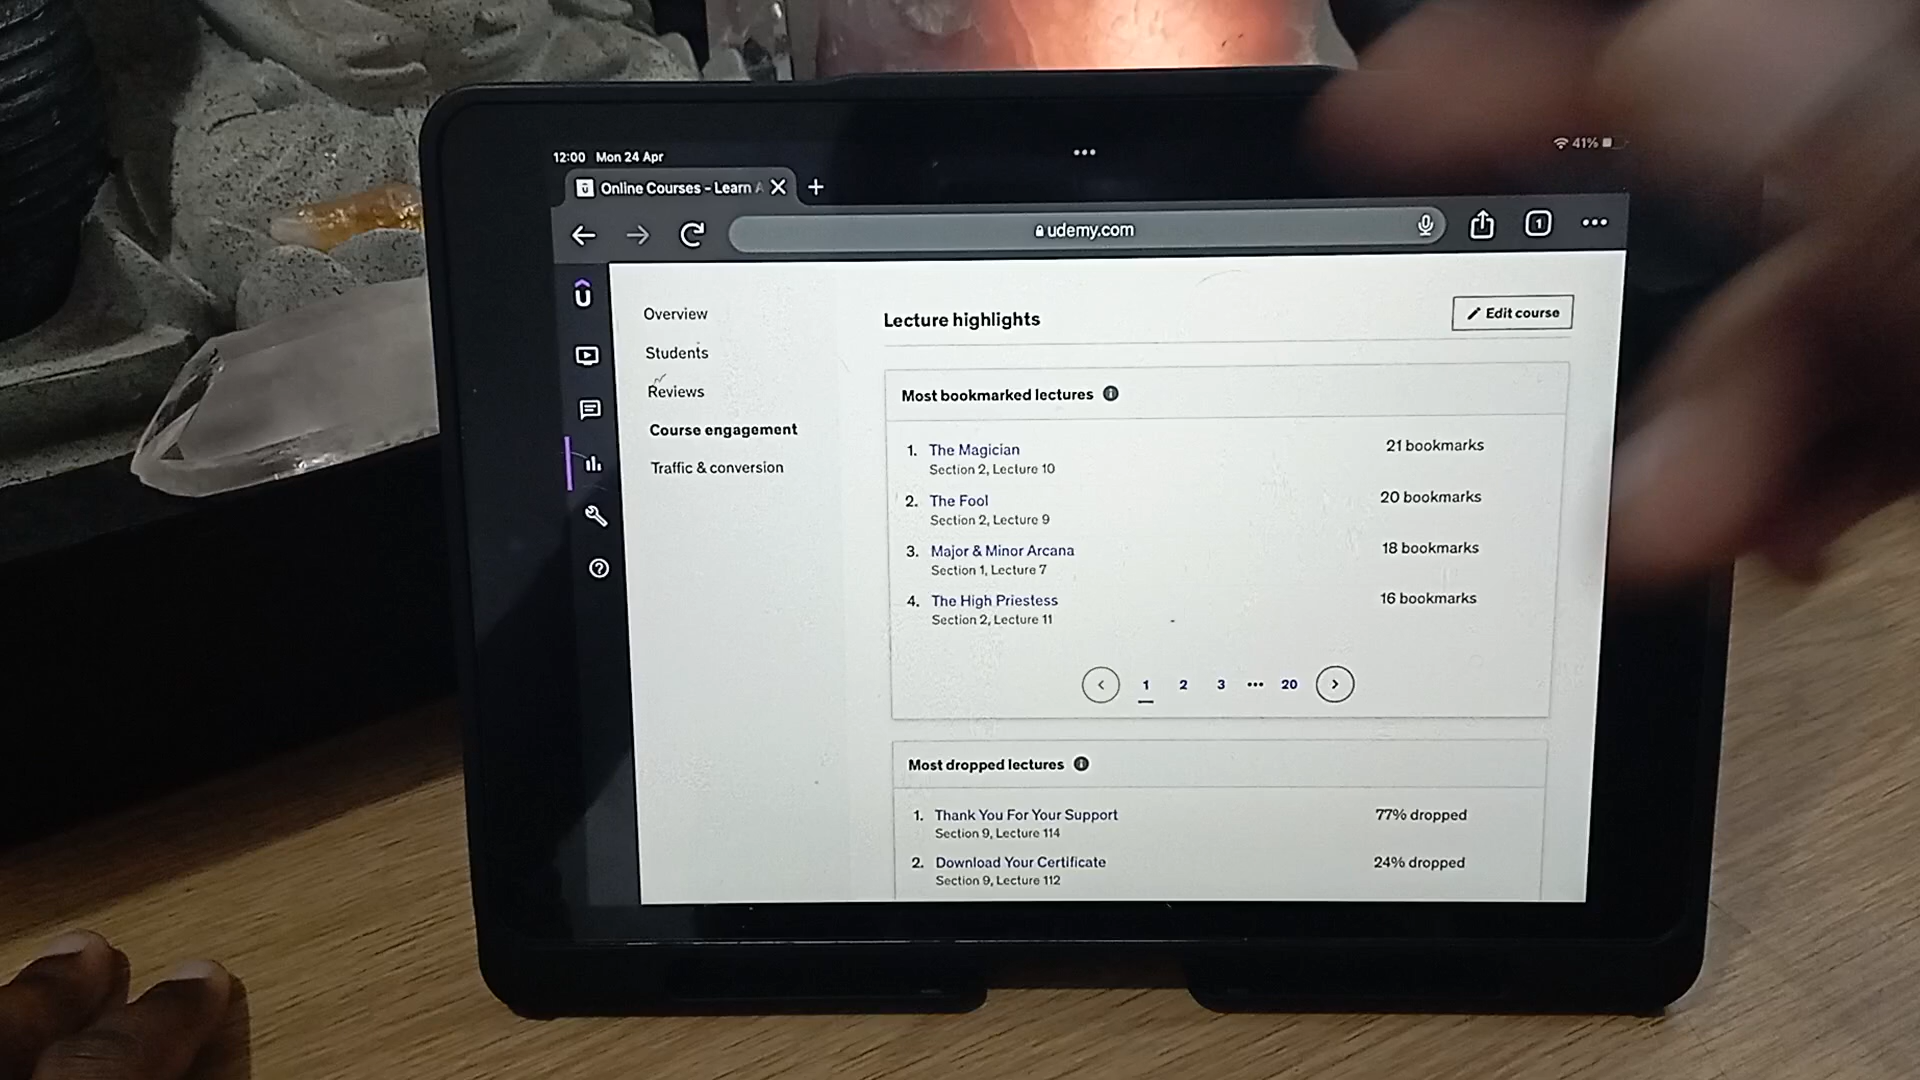 12:00 Mon 24 Apr
41%
Online Courses - Learn A
udemy.com
1
Overview
Students
Reviews
Course engagement
Traffic & conversion
Lecture highlights
Edit course
Most bookmarked lectures
1. The Magician 21 bookmarks
Section 2, Lecture 10
2. The Fool 20 bookmarks
Section 2, Lecture 9
3. Major & Minor Arcana 18 bookmarks
Section 1, Lecture 7
4. The High Priestess 16 bookmarks
Section 2, Lecture 11
1 2 3 ••• 20
Most dropped lectures
1. Thank You For Your Support 77% dropped
Section 9, Lecture 114
2. Download Your Certificate 24% dropped
Section 9, Lecture 112